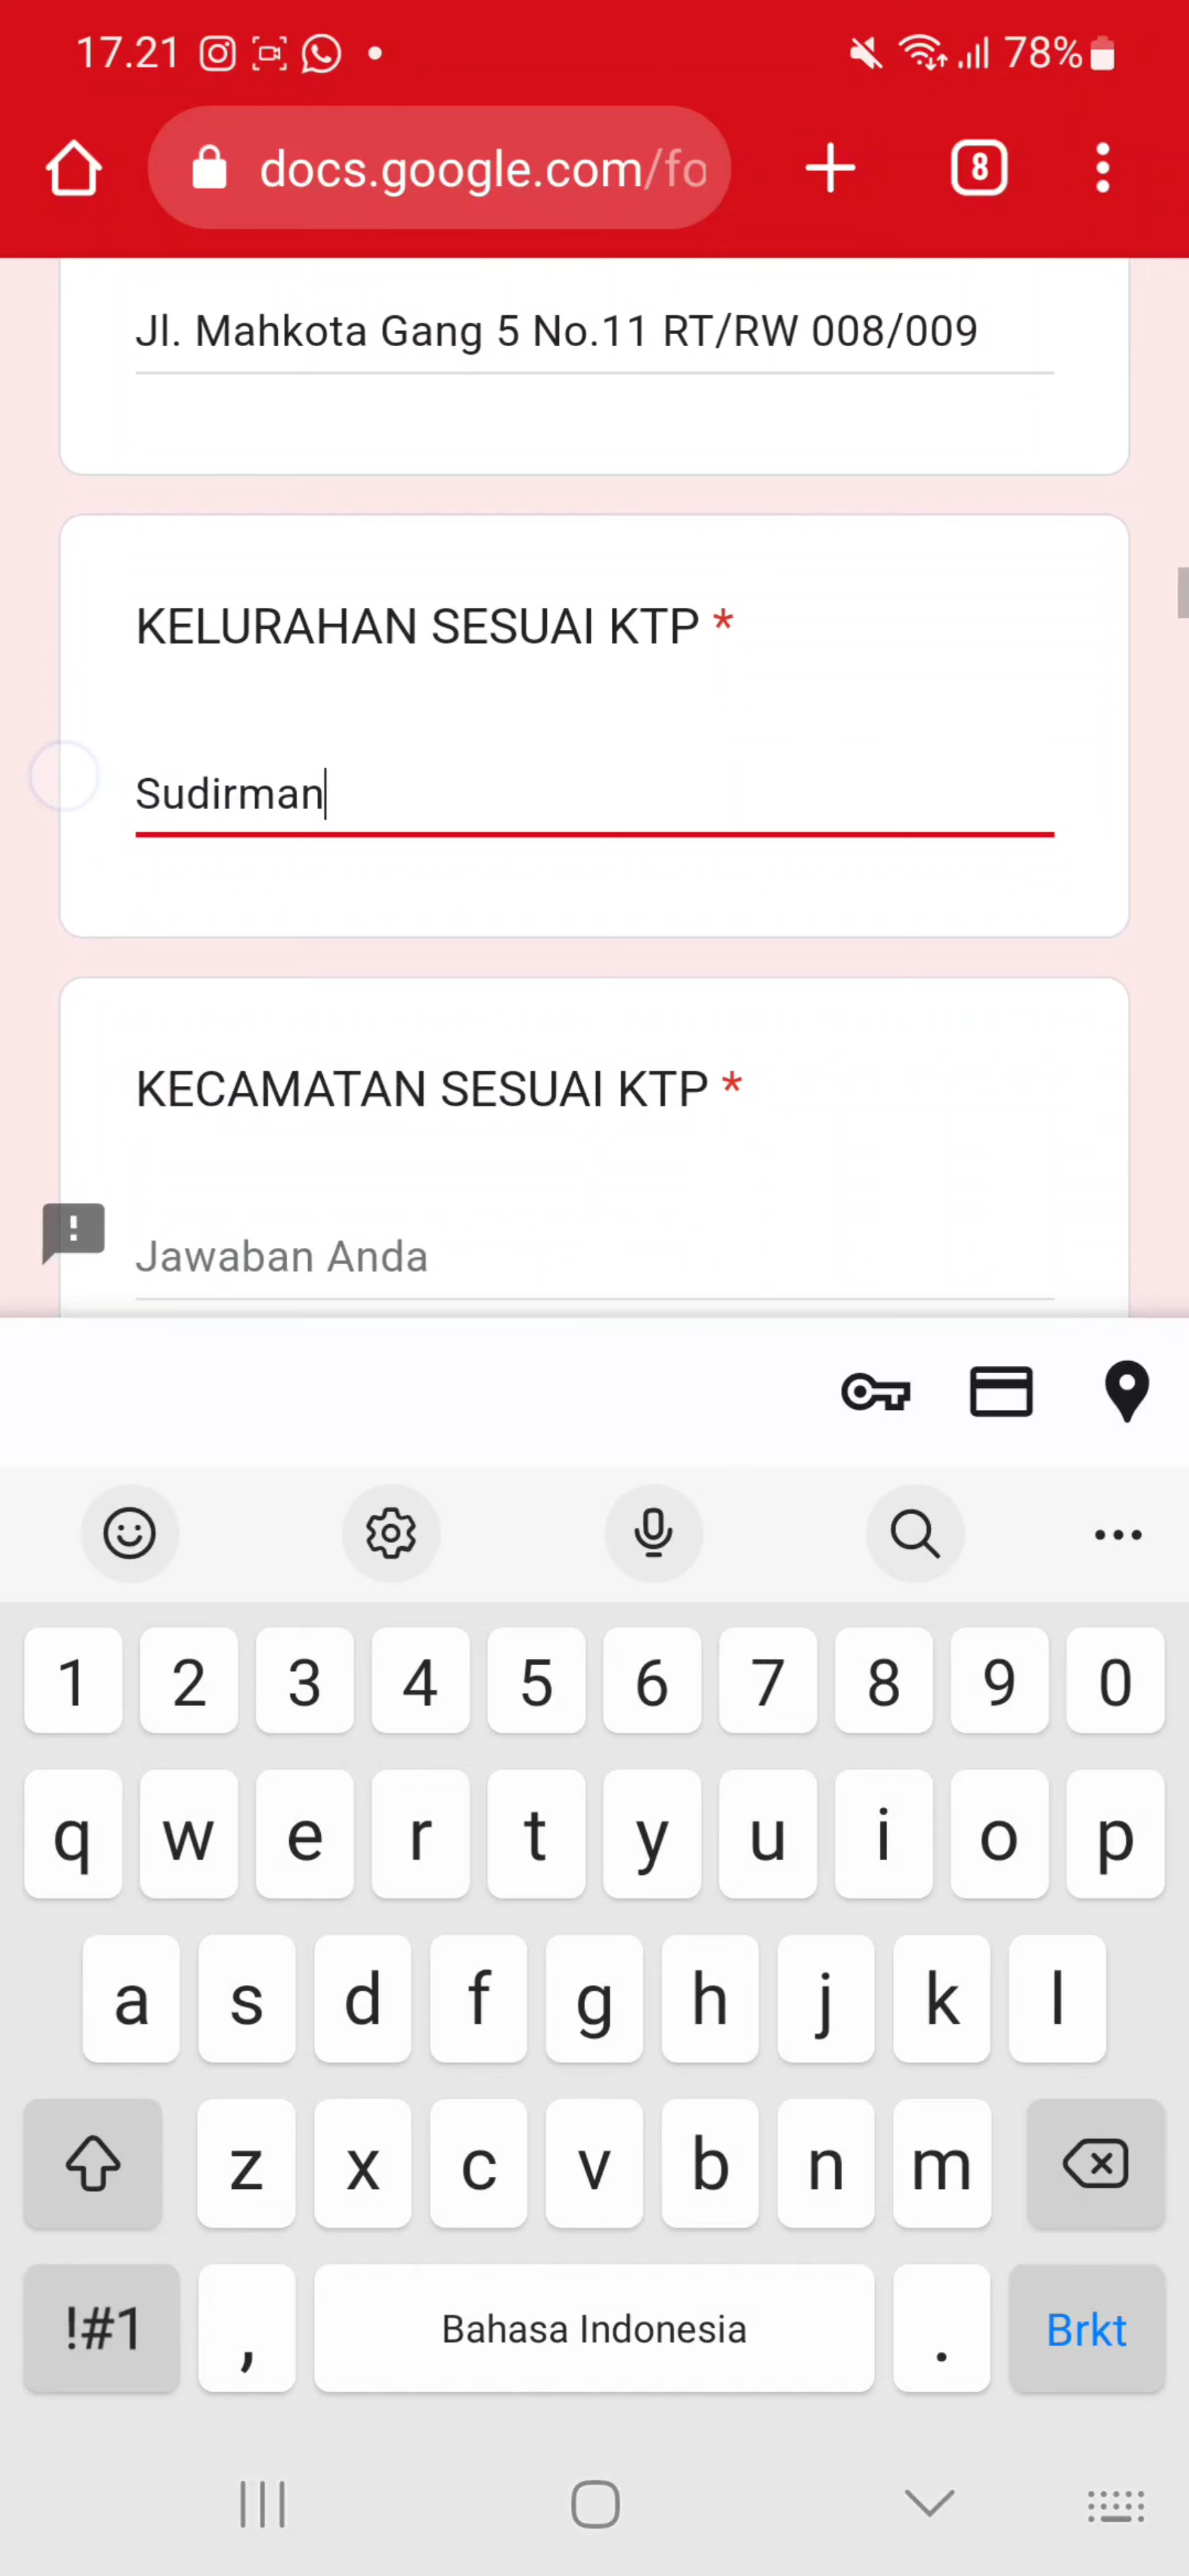 17.21 78%
docs.google.com/fo 8
Jl. Mahkota Gang 5 No.11 RT/RW 008/009
KELURAHAN SESUAI KTP *
Sudirman
KECAMATAN SESUAI KTP *
!
Jawaban Anda
1 2 3 4 5 6 7 8 9 0
q w e r t y u i o p
a s d f g h j k l
z x c v b n m
!#1 , Bahasa Indonesia . Brkt